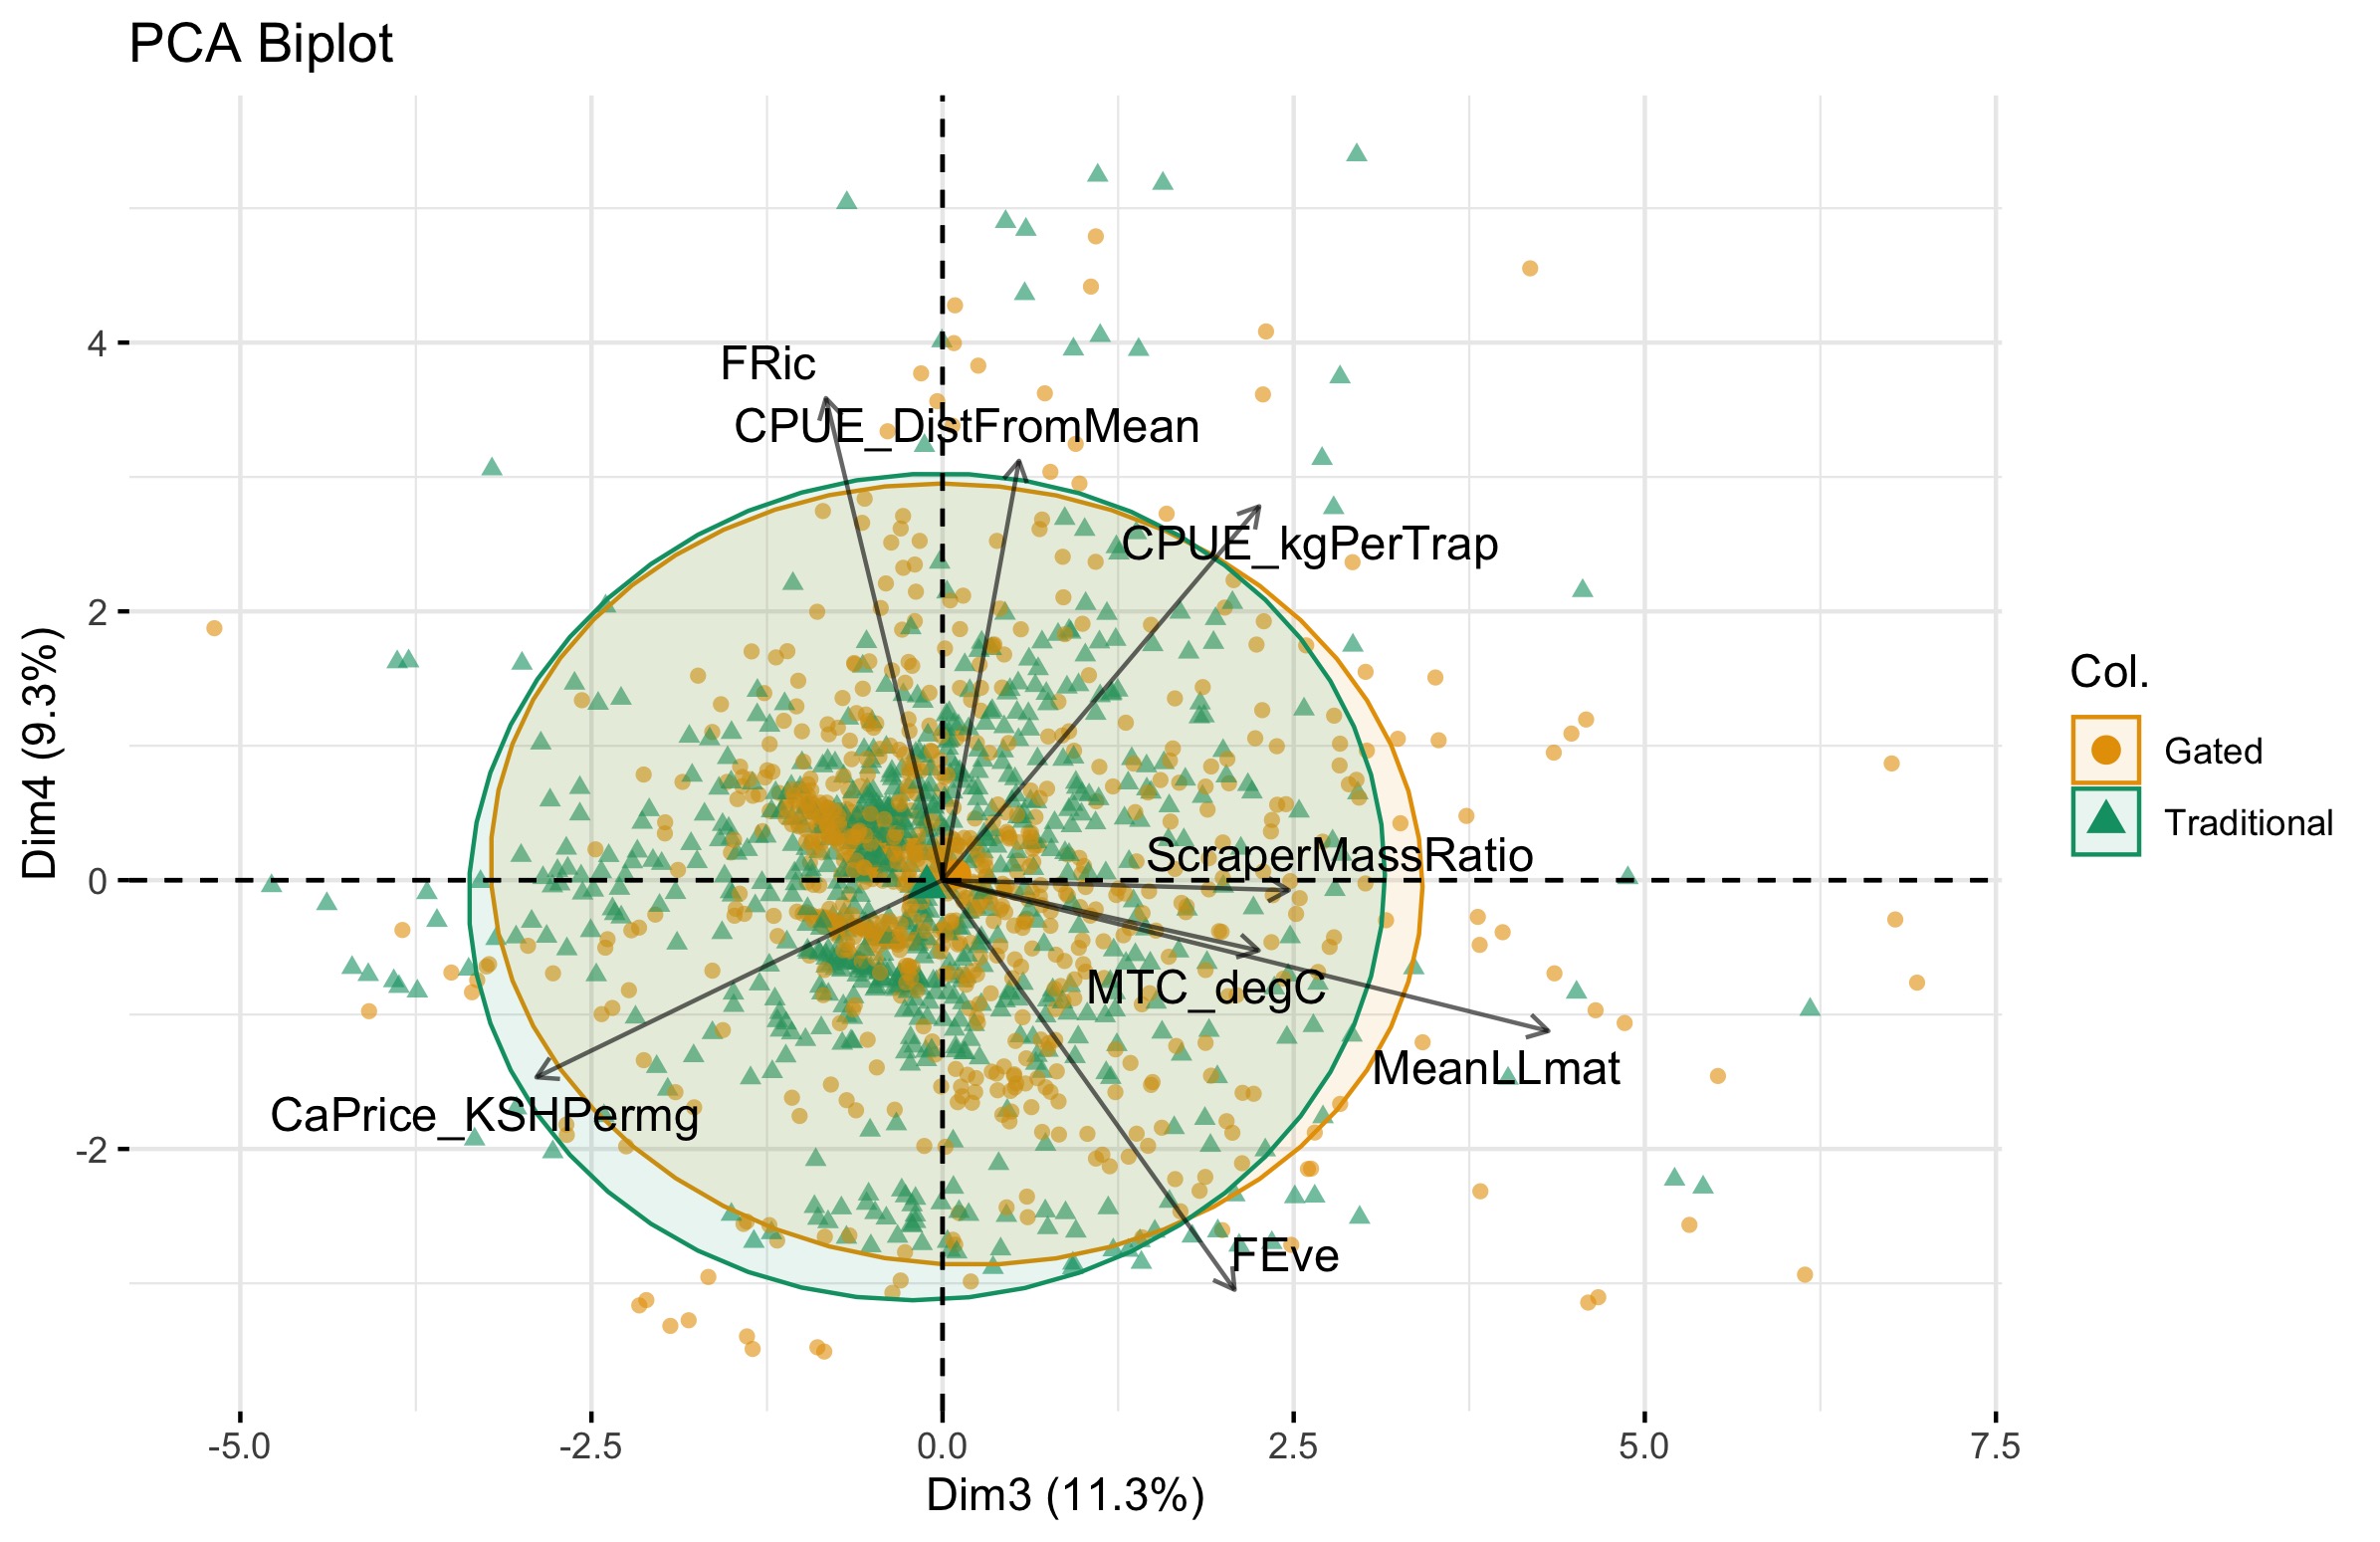 PCA Biplot
4
2
0
-2
Dim4 (9.3%)
FRic
CPUE_DistFromMean
CPUE_kgPerTrap
ScraperMassRatio
MTC_degC
MeanLLmat
CaPrice_KSHPermg
FEve
-5.0
-2.5
0.0
2.5
5.0
7.5
Dim3 (11.3%)
Col.
Gated
Traditional